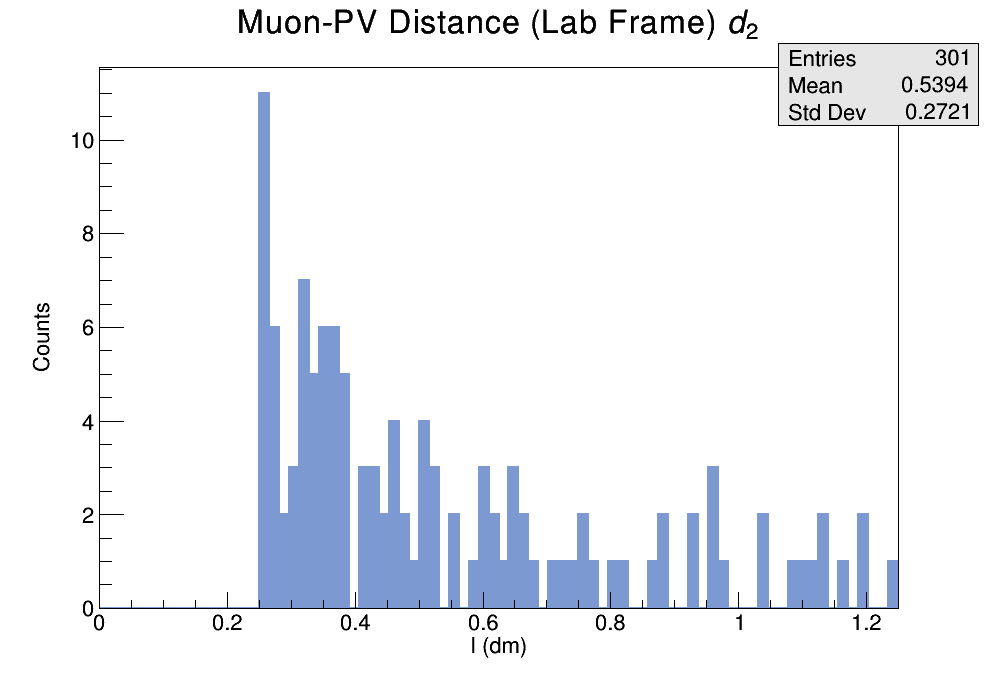 Muon-PV Distance (Lab Frame) d₂
Entries 301
Mean 0.5394
Std Dev 0.2721
10
8
6
4
2
0
Counts
0 0.2 0.4 0.6 0.8 1 1.2
l (dm)